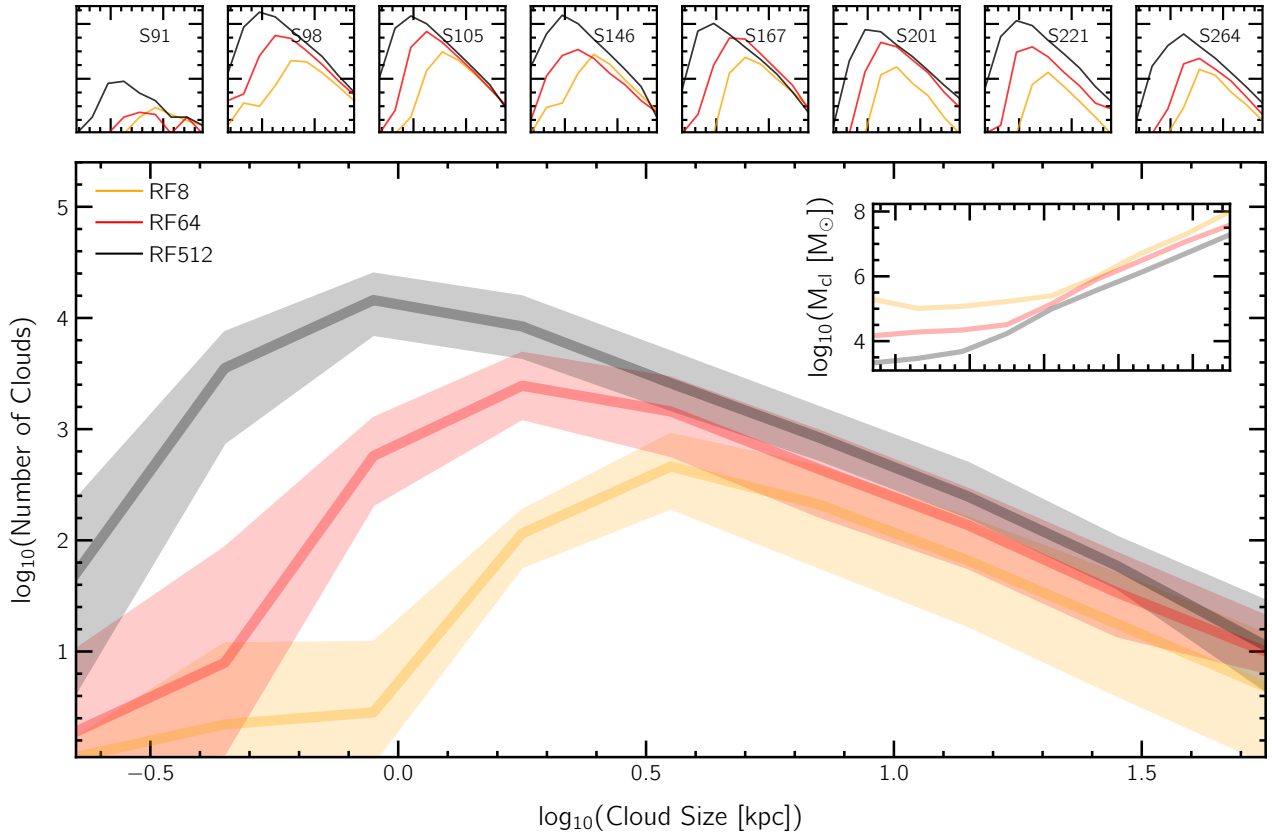 S91
S98
S105
S146
S167
S201
S221
S264
RF8
RF64
RF512
5
4
3
2
1
log₁₀(Number of Clouds)
log₁₀(M_cl [M_⊙])
8
6
4
−0.5
0.0
0.5
1.0
1.5
log₁₀(Cloud Size [kpc])